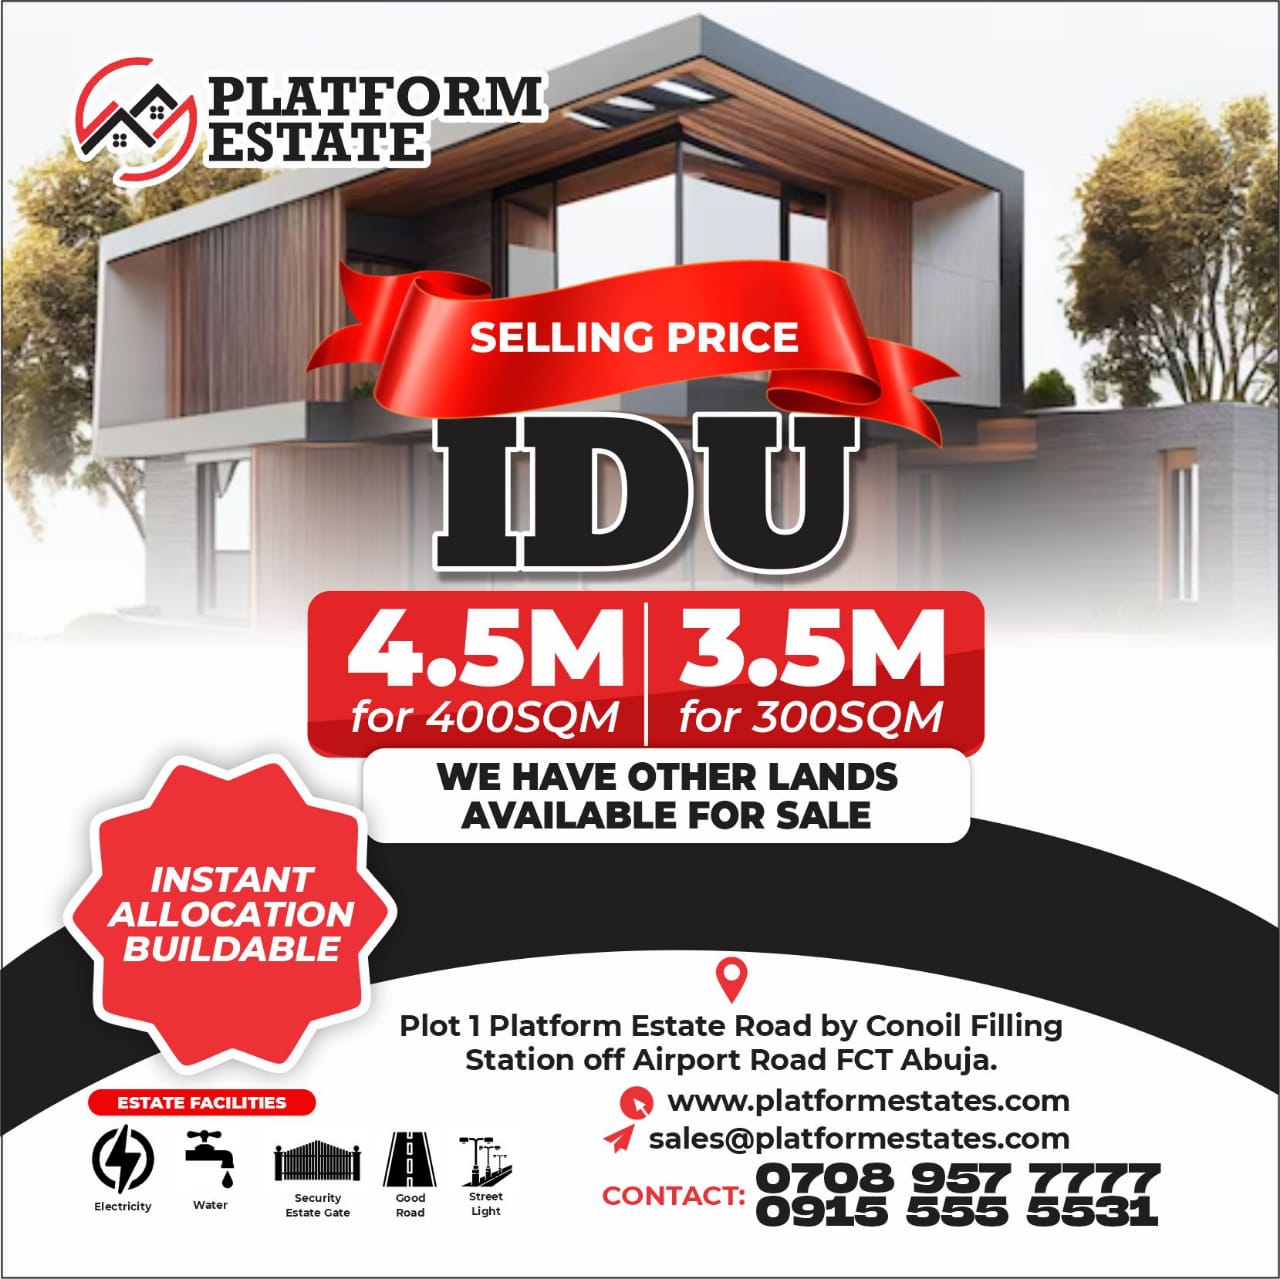 PLATFORM
ESTATE
SELLING PRICE
IDU
4.5M
for 400SQM
3.5M
for 300SQM
WE HAVE OTHER LANDS
AVAILABLE FOR SALE
INSTANT
ALLOCATION
BUILDABLE
Plot 1 Platform Estate Road by Conoil Filling
Station off Airport Road FCT Abuja.
www.platformestates.com
sales@platformestates.com
CONTACT:
0708 957 7777
0915 555 5531
ESTATE FACILITIES
Electricity
Water
Security
Estate Gate
Good
Road
Street
Light